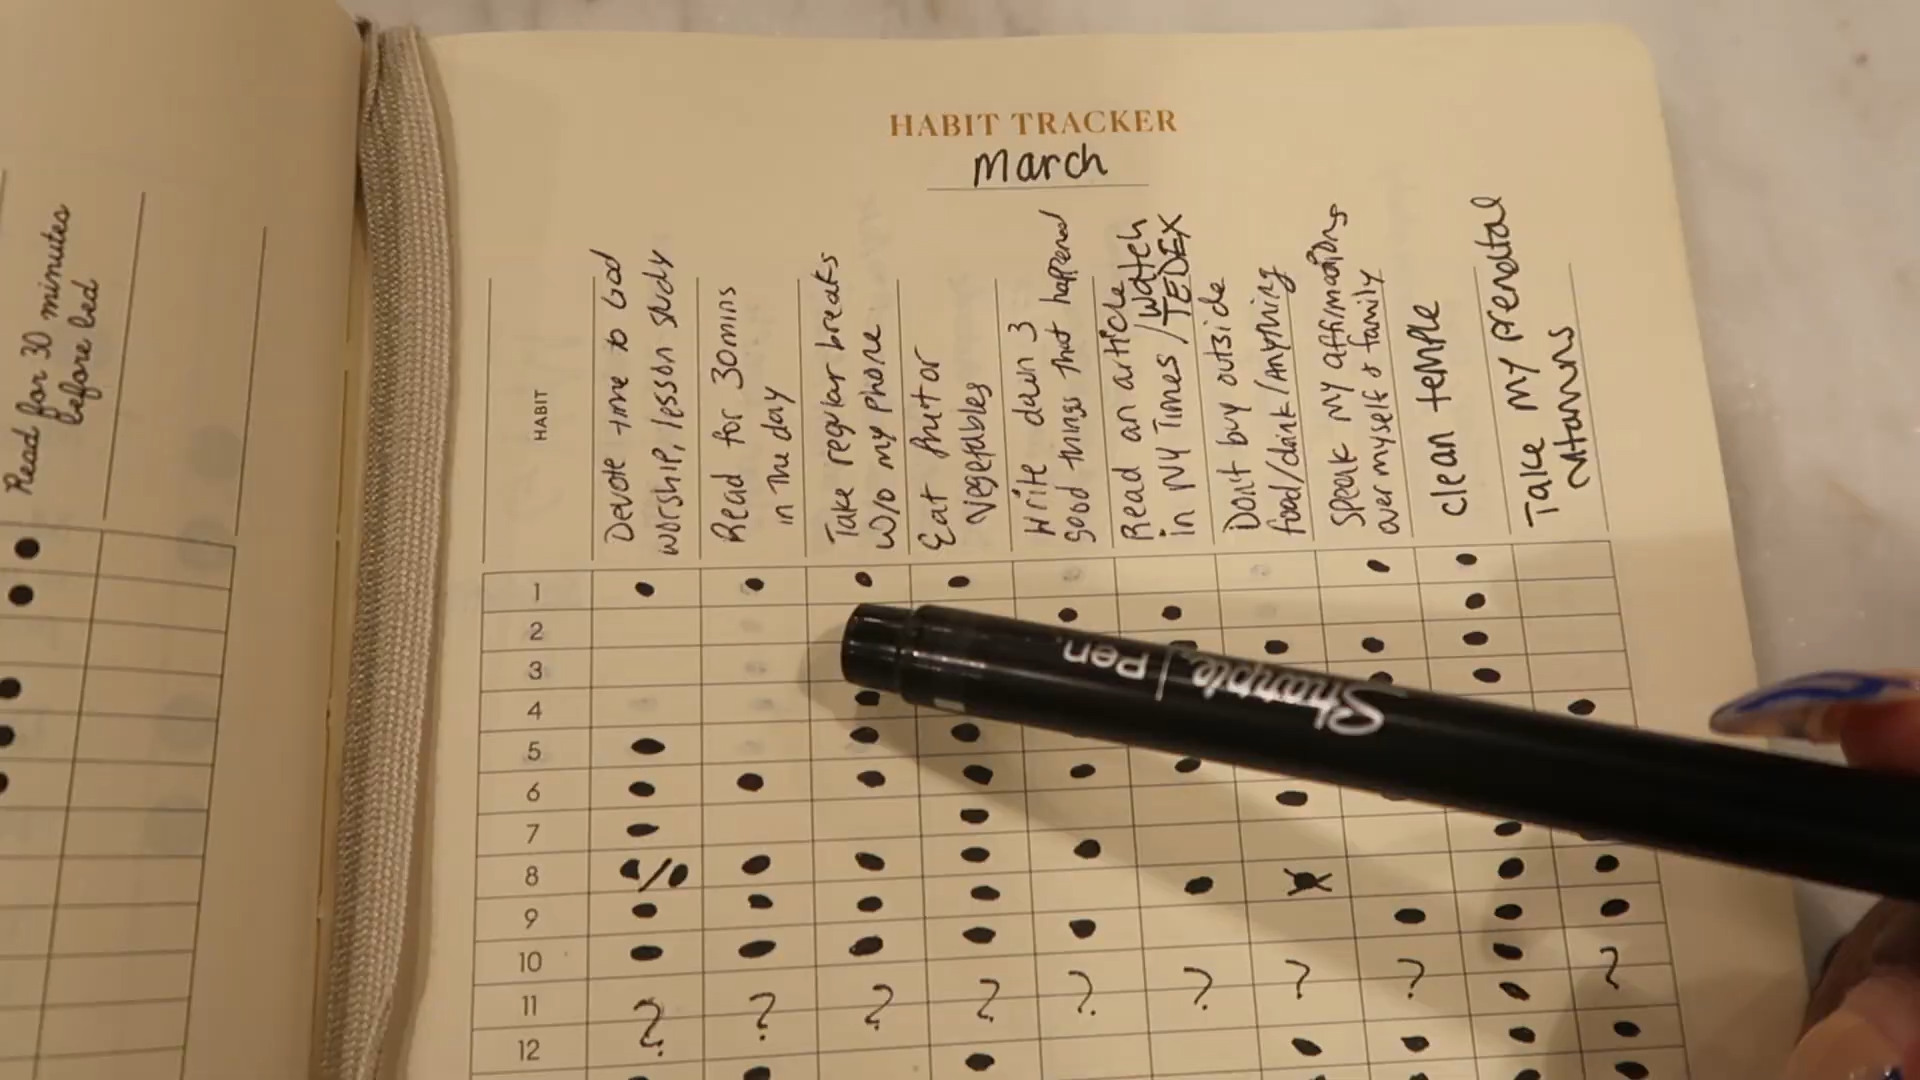 Read for 30 minutes
before bed
HABIT TRACKER
March
HABIT
Devote time to God
worship, lesson study
Read for 30mins
in the day
Take regular breaks
w/o my phone
Eat fruit or
vegetables
Write down 3
good things that happened
Read an article / Watch
in NY Times / TEDEX
Don't buy outside
food/drink/Anything
Speak my affirmations
over myself & family
Clean temple
Take my prenatal
vitamins
1
2
3
4
5
6
7
8
9
10
11
? ? ? ? ? ? ? ? ?
12
Sharpie Pen.